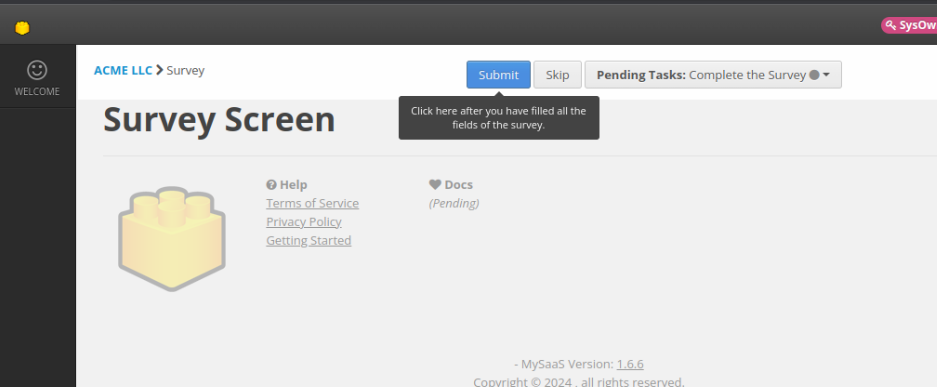 SysOw
WELCOME
ACME LLC > Survey
Submit
Skip
Pending Tasks: Complete the Survey
Click here after you have filled all the
fields of the survey.
Survey Screen
Help
Terms of Service
Privacy Policy
Getting Started
Docs
(Pending)
- MySaaS Version: 1.6.6
Copyright © 2024 , all rights reserved.